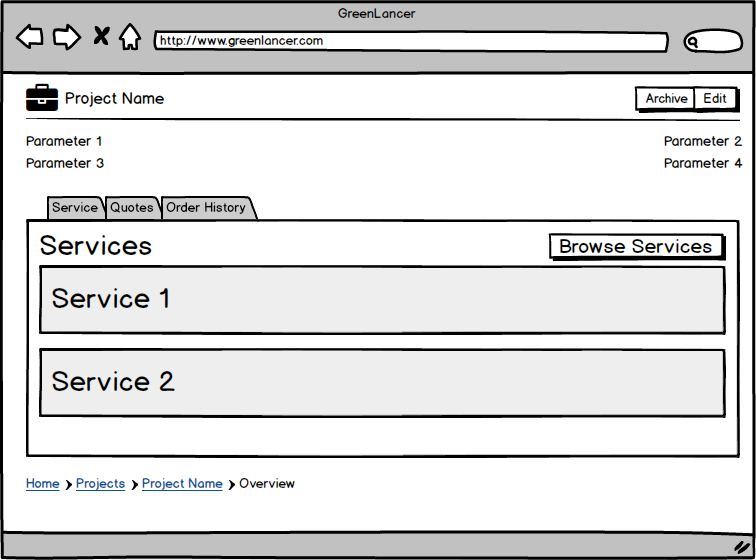 GreenLancer
http://www.greenlancer.com
Project Name Archive Edit
Parameter 1 Parameter 2
Parameter 3 Parameter 4
Service Quotes Order History
Services Browse Services
Service 1
Service 2
Home Projects Project Name Overview